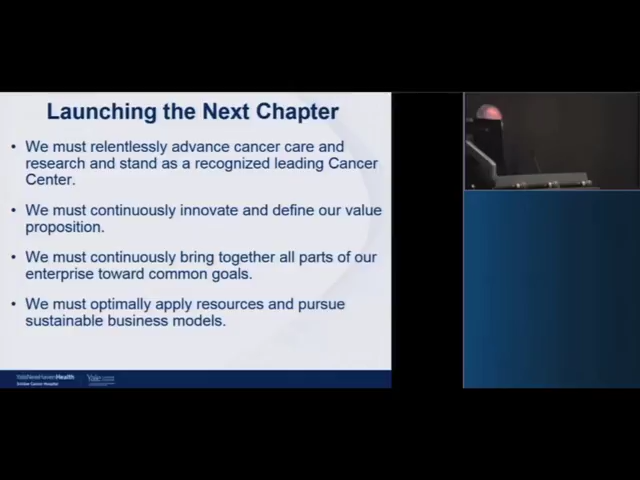 Launching the Next Chapter
• We must relentlessly advance cancer care and
research and stand as a recognized leading Cancer
Center.
• We must continuously innovate and define our value
proposition.
• We must continuously bring together all parts of our
enterprise toward common goals.
• We must optimally apply resources and pursue
sustainable business models.
YaleNewHavenHealth
Smilow Cancer Hospital
Yale